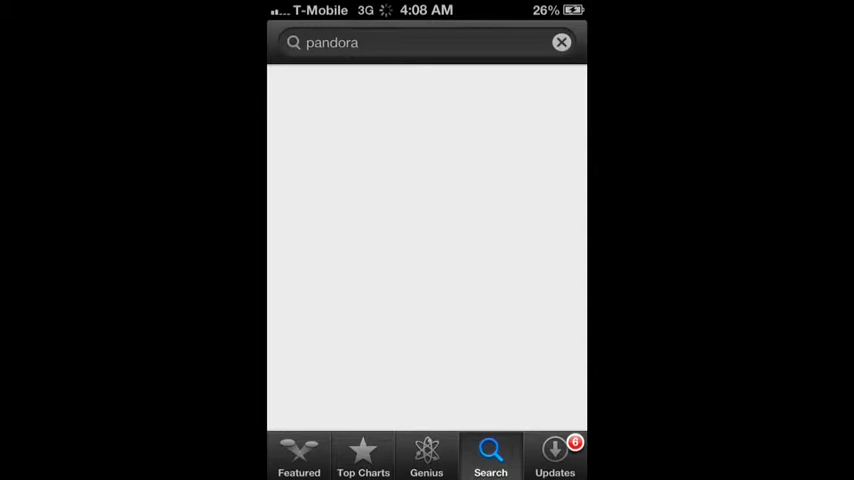 T-Mobile 3G 4:08 AM 26%
pandora
6
Featured Top Charts Genius Search Updates